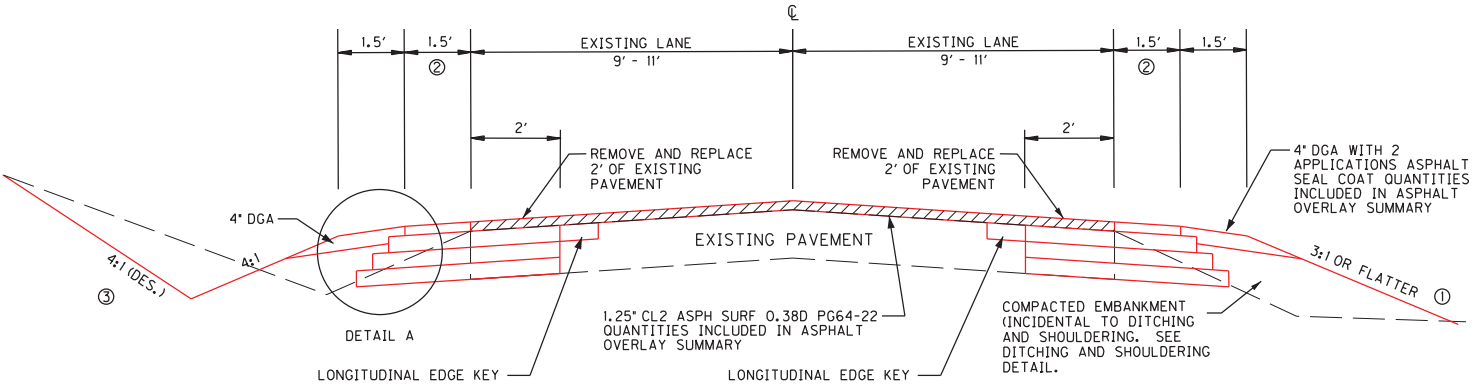 ℄
1.5' 1.5' EXISTING LANE EXISTING LANE 1.5' 1.5'
② 9' - 11' 9' - 11' ②
2' 2'
REMOVE AND REPLACE
2' OF EXISTING
PAVEMENT
REMOVE AND REPLACE
2' OF EXISTING
PAVEMENT
4" DGA WITH 2
APPLICATIONS ASPHALT
SEAL COAT QUANTITIES
INCLUDED IN ASPHALT
OVERLAY SUMMARY
4" DGA
EXISTING PAVEMENT
4:1 (DES.)
4:1
3:1 OR FLATTER
③
①
DETAIL A
1.25" CL2 ASPH SURF 0.38D PG64-22
QUANTITIES INCLUDED IN ASPHALT
OVERLAY SUMMARY
COMPACTED EMBANKMENT
(INCIDENTAL TO DITCHING
AND SHOULDERING. SEE
DITCHING AND SHOULDERING
DETAIL.
LONGITUDINAL EDGE KEY
LONGITUDINAL EDGE KEY